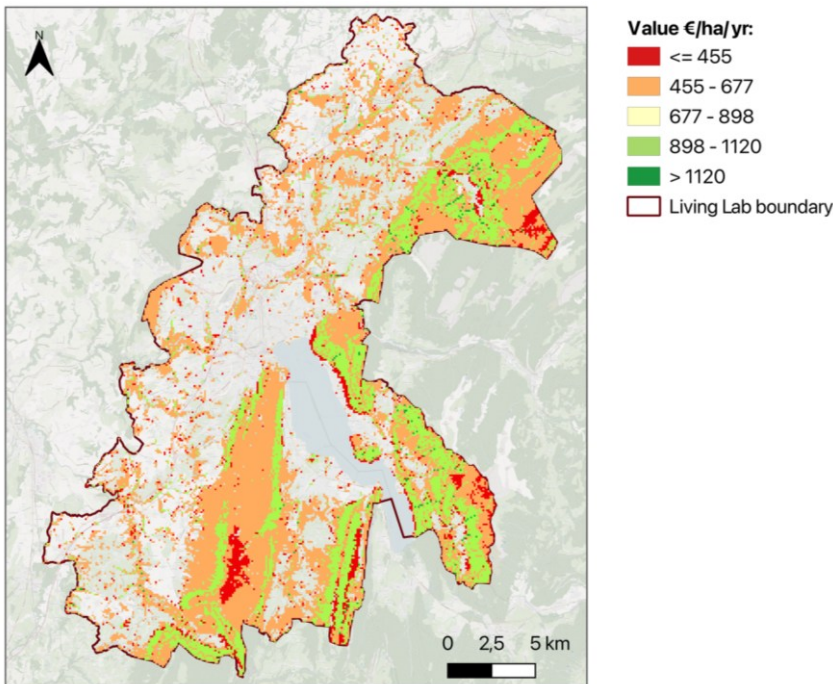 N
Value €/ha/yr:
<= 455
455 - 677
677 - 898
898 - 1120
> 1120
Living Lab boundary
0 2,5 5 km